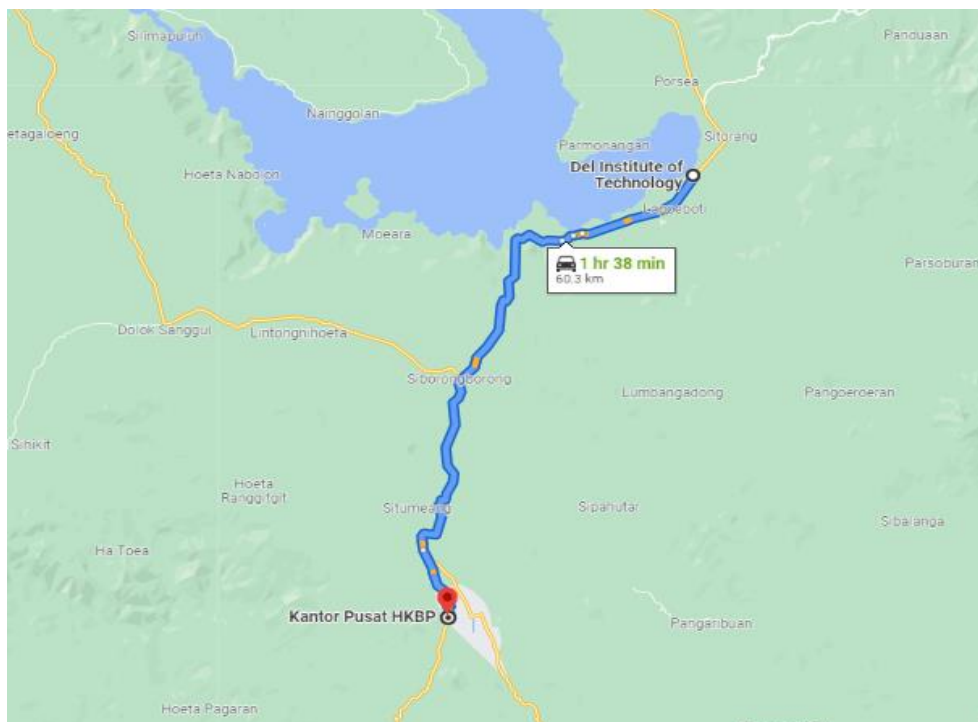 Silimapuluh
Panduaan
Porsea
Nainggolan
etagaloeng
Sitorang
Parmonangan
Del Institute of
Technology
Hoeta Nabolon
Lagoeboti
Moeara
1 hr 38 min
60.3 km
Parsoburan
Dolok Sanggul
Lintongnihoeta
Siborongborong
Lumbangadong
Pangoeroeran
Sihikit
Hoeta
Ranggitgit
Situmeang
Sipahutar
Sibalanga
Ha Toea
Kantor Pusat HKBP
Pangaribuan
Hoeta Pagaran